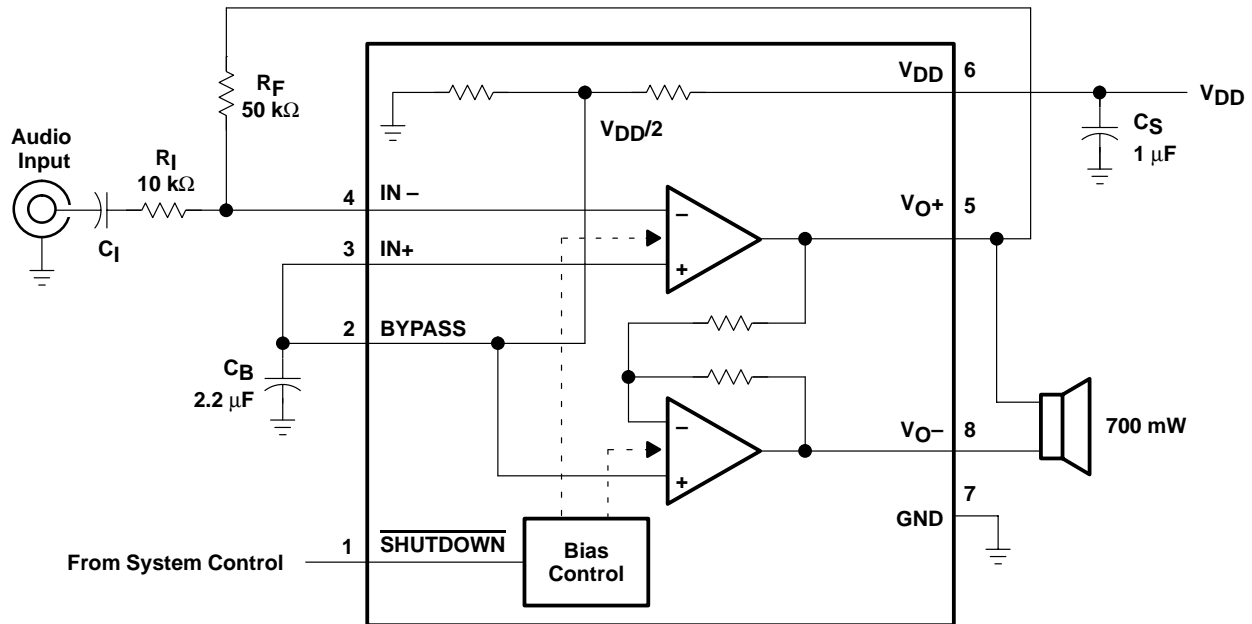 VDD
6
RF
50 kΩ
VDD
VDD/2
CS
1 μF
Audio
Input
RI
10 kΩ
CI
4
IN –
VO+
5
–
+
3
IN+
2
BYPASS
CB
2.2 μF
–
+
VO–
8
700 mW
7
GND
From System Control
1
SHUTDOWN
Bias
Control